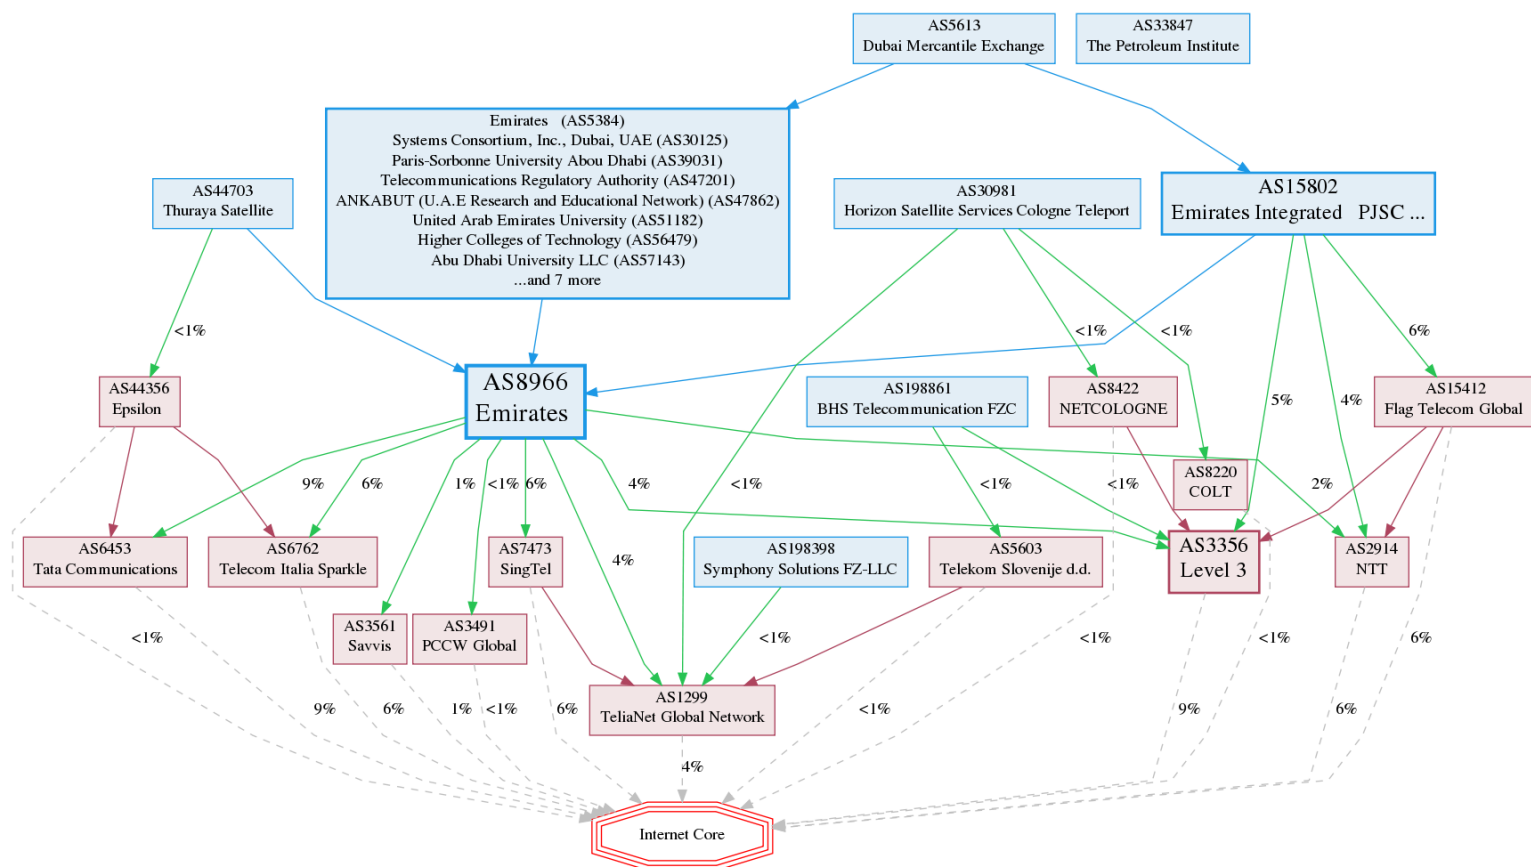 AS5613
Dubai Mercantile Exchange
AS33847
The Petroleum Institute
Emirates (AS5384)
Systems Consortium, Inc., Dubai, UAE (AS30125)
Paris-Sorbonne University Abou Dhabi (AS39031)
Telecommunications Regulatory Authority (AS47201)
ANKABUT (U.A.E Research and Educational Network) (AS47862)
United Arab Emirates University (AS51182)
Higher Colleges of Technology (AS56479)
Abu Dhabi University LLC (AS57143)
...and 7 more
AS44703
Thuraya Satellite
AS30981
Horizon Satellite Services Cologne Teleport
AS15802
Emirates Integrated PJSC ...
<1%
<1%
<1%
6%
AS44356
Epsilon
AS8966
Emirates
AS198861
BHS Telecommunication FZC
AS8422
NETCOLOGNE
5%
4%
AS15412
Flag Telecom Global
9%
6%
1%
<1%
6%
4%
<1%
<1%
<1%
AS8220
COLT
2%
AS6453
Tata Communications
AS6762
Telecom Italia Sparkle
AS7473
SingTel
4%
AS198398
Symphony Solutions FZ-LLC
AS5603
Telekom Slovenije d.d.
AS3356
Level 3
AS2914
NTT
<1%
AS3561
Savvis
AS3491
PCCW Global
<1%
<1%
<1%
6%
AS1299
TeliaNet Global Network
9%
6%
1%
<1%
6%
<1%
9%
6%
4%
Internet Core